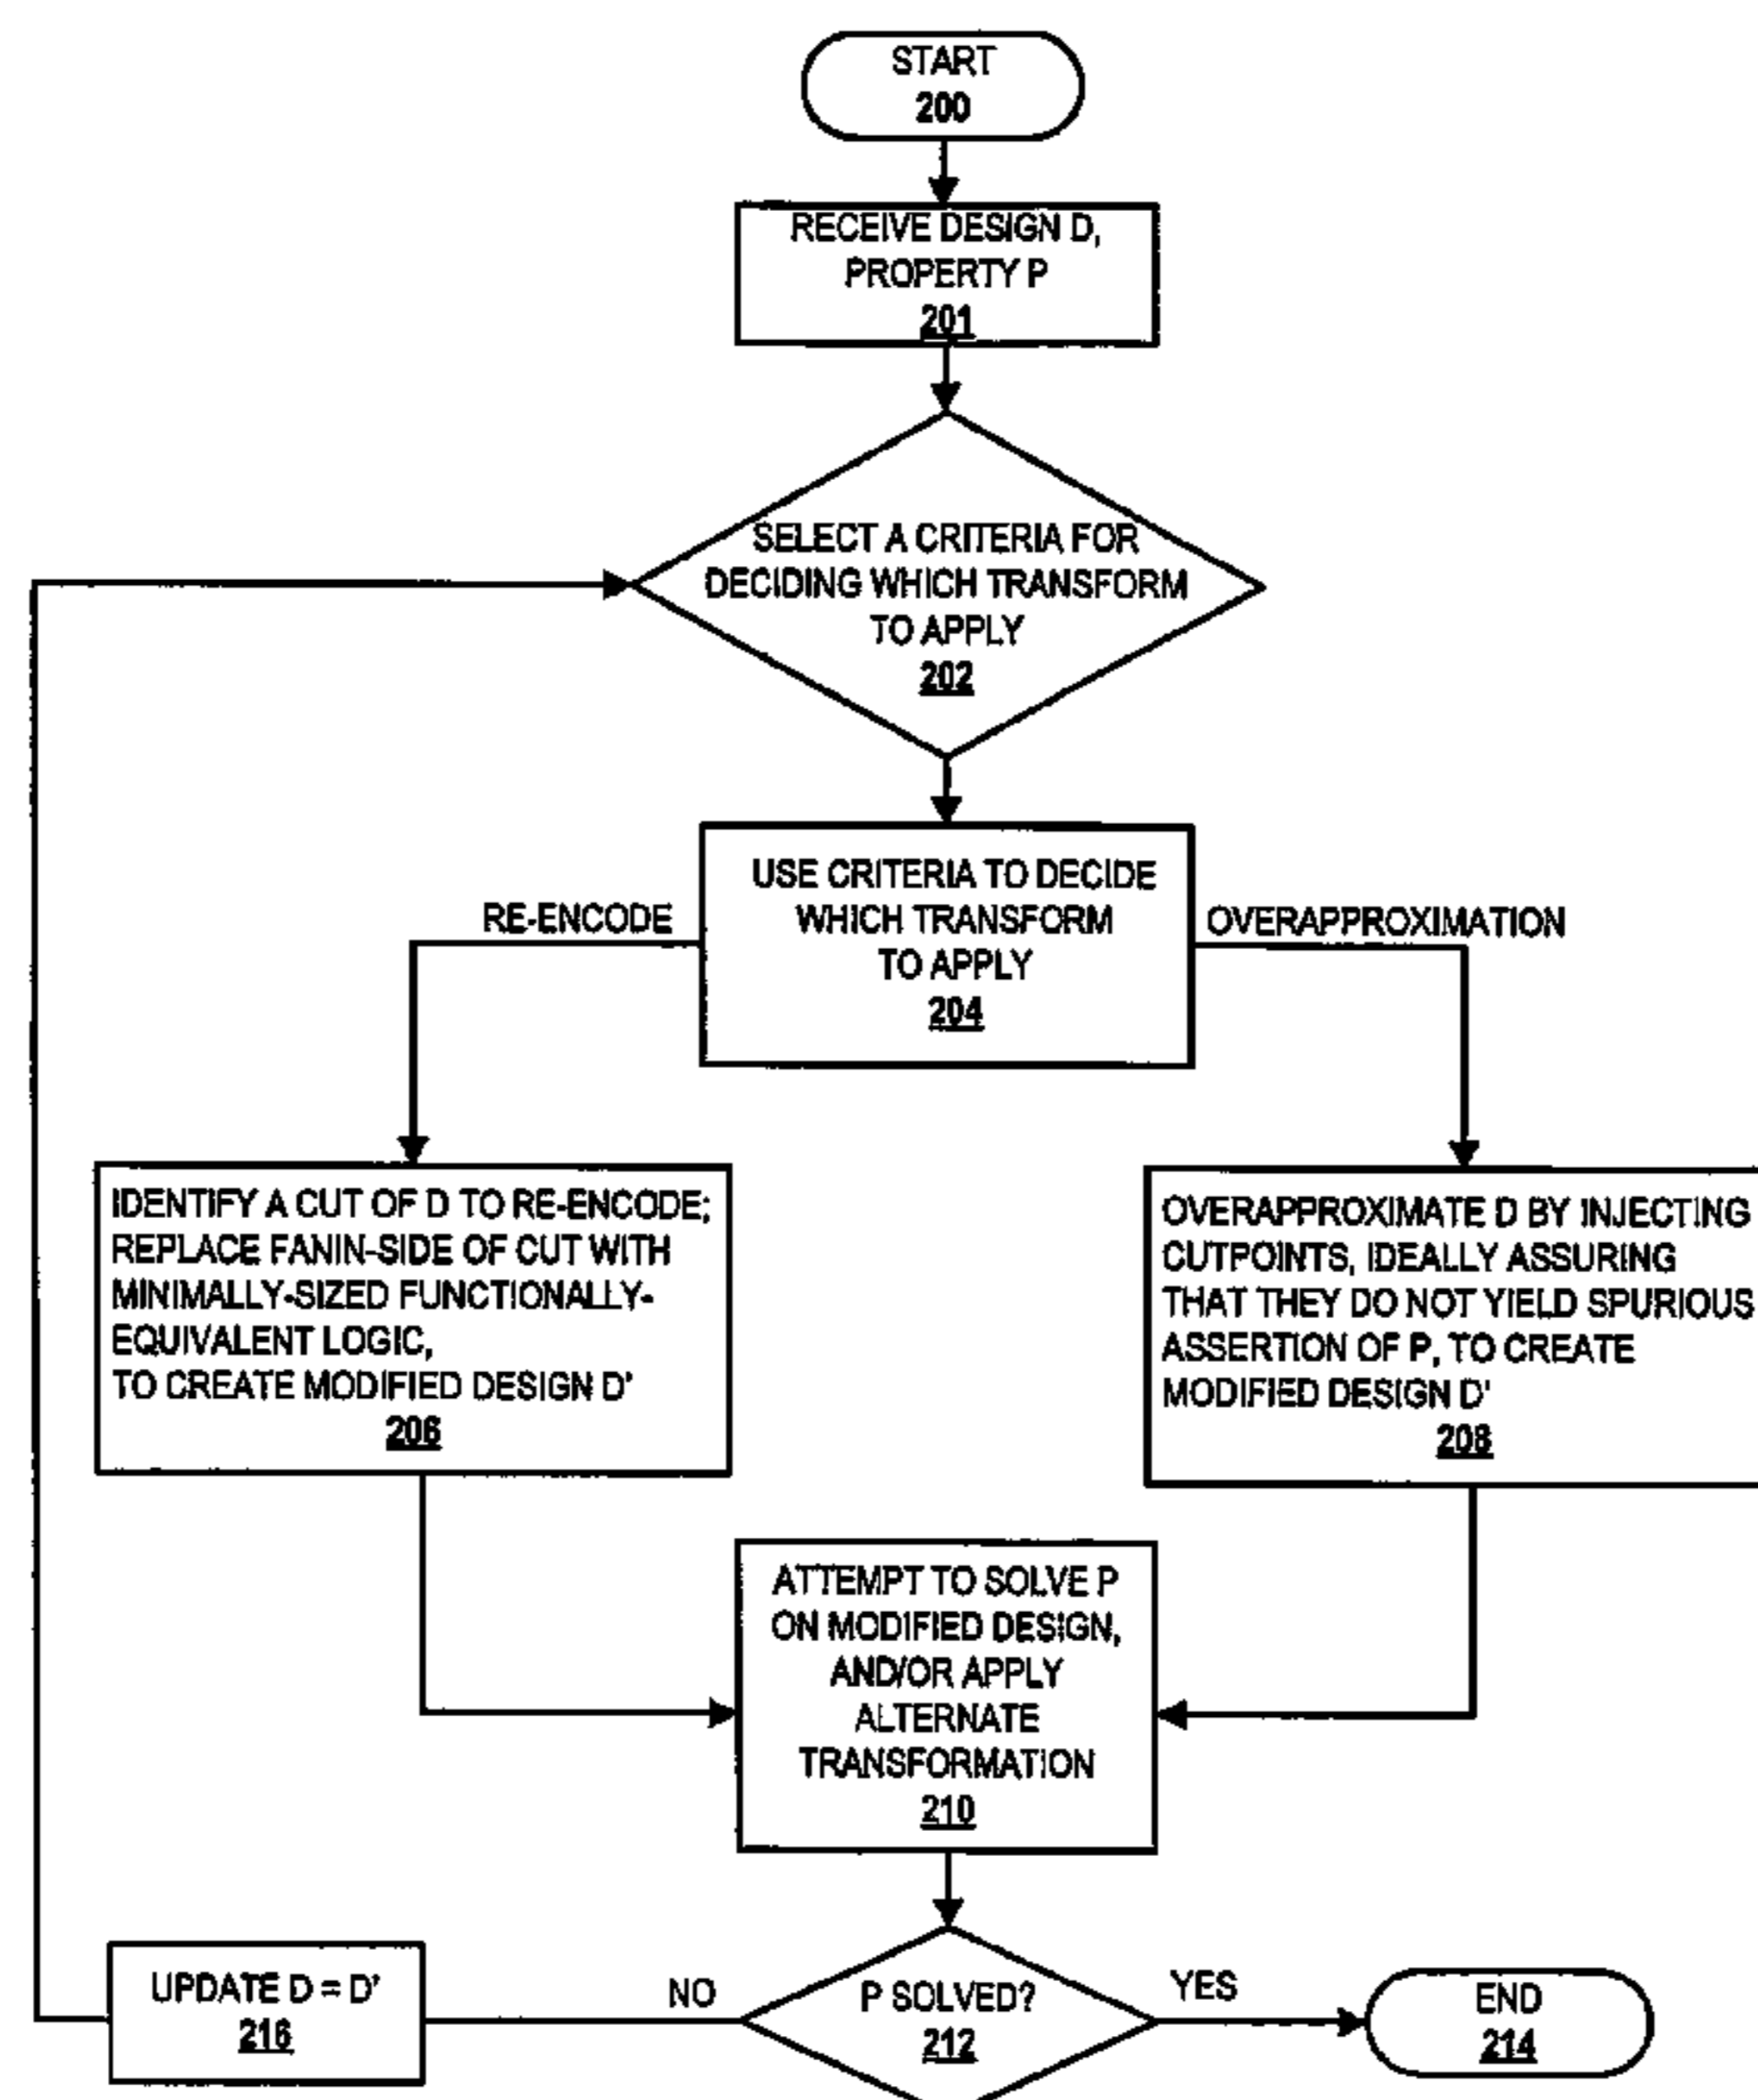 START
200
RECEIVE DESIGN D,
PROPERTY P
201
SELECT A CRITERIA FOR
DECIDING WHICH TRANSFORM
TO APPLY
202
USE CRITERIA TO DECIDE
WHICH TRANSFORM
TO APPLY
204
RE-ENCODE
OVERAPPROXIMATION
IDENTIFY A CUT OF D TO RE-ENCODE;
REPLACE FANIN-SIDE OF CUT WITH
MINIMALLY-SIZED FUNCTIONALLY-
EQUIVALENT LOGIC,
TO CREATE MODIFIED DESIGN D'
206
OVERAPPROXIMATE D BY INJECTING
CUTPOINTS, IDEALLY ASSURING
THAT THEY DO NOT YIELD SPURIOUS
ASSERTION OF P, TO CREATE
MODIFIED DESIGN D'
208
ATTEMPT TO SOLVE P
ON MODIFIED DESIGN,
AND/OR APPLY
ALTERNATE
TRANSFORMATION
210
UPDATE D = D'
216
NO
P SOLVED?
212
YES
END
214